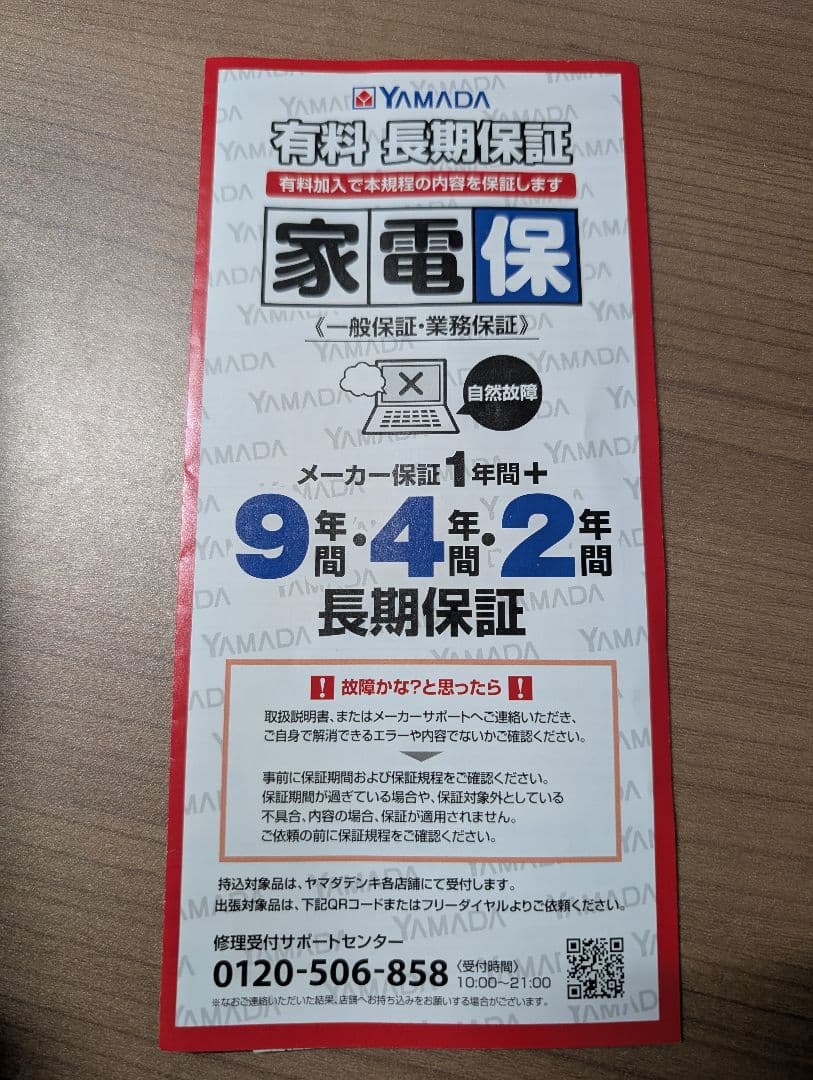 YAMADA
有料 長期保証
有料加入で本規程の内容を保証します
家電保
《一般保証・業務保証》
自然故障
メーカー保証1年間＋
9年間・4年間・2年間
長期保証
! 故障かな?と思ったら !
取扱説明書、またはメーカーサポートへご連絡いただき、
ご自身で解消できるエラーや内容でないかご確認ください。
事前に保証期間および保証規程をご確認ください。
保証期間が過ぎている場合や、保証対象外としている
不具合、内容の場合、保証が適用されません。
ご依頼の前に保証規程をご確認ください。
持込対象品は、ヤマダデンキ各店舗にて受付します。
出張対象品は、下記QRコードまたはフリーダイヤルよりご依頼ください。
修理受付サポートセンター
0120-506-858 〈受付時間〉
10:00〜21:00
※なおご連絡いただいた結果、店舗へお持ち込みをお願いする場合がございます。